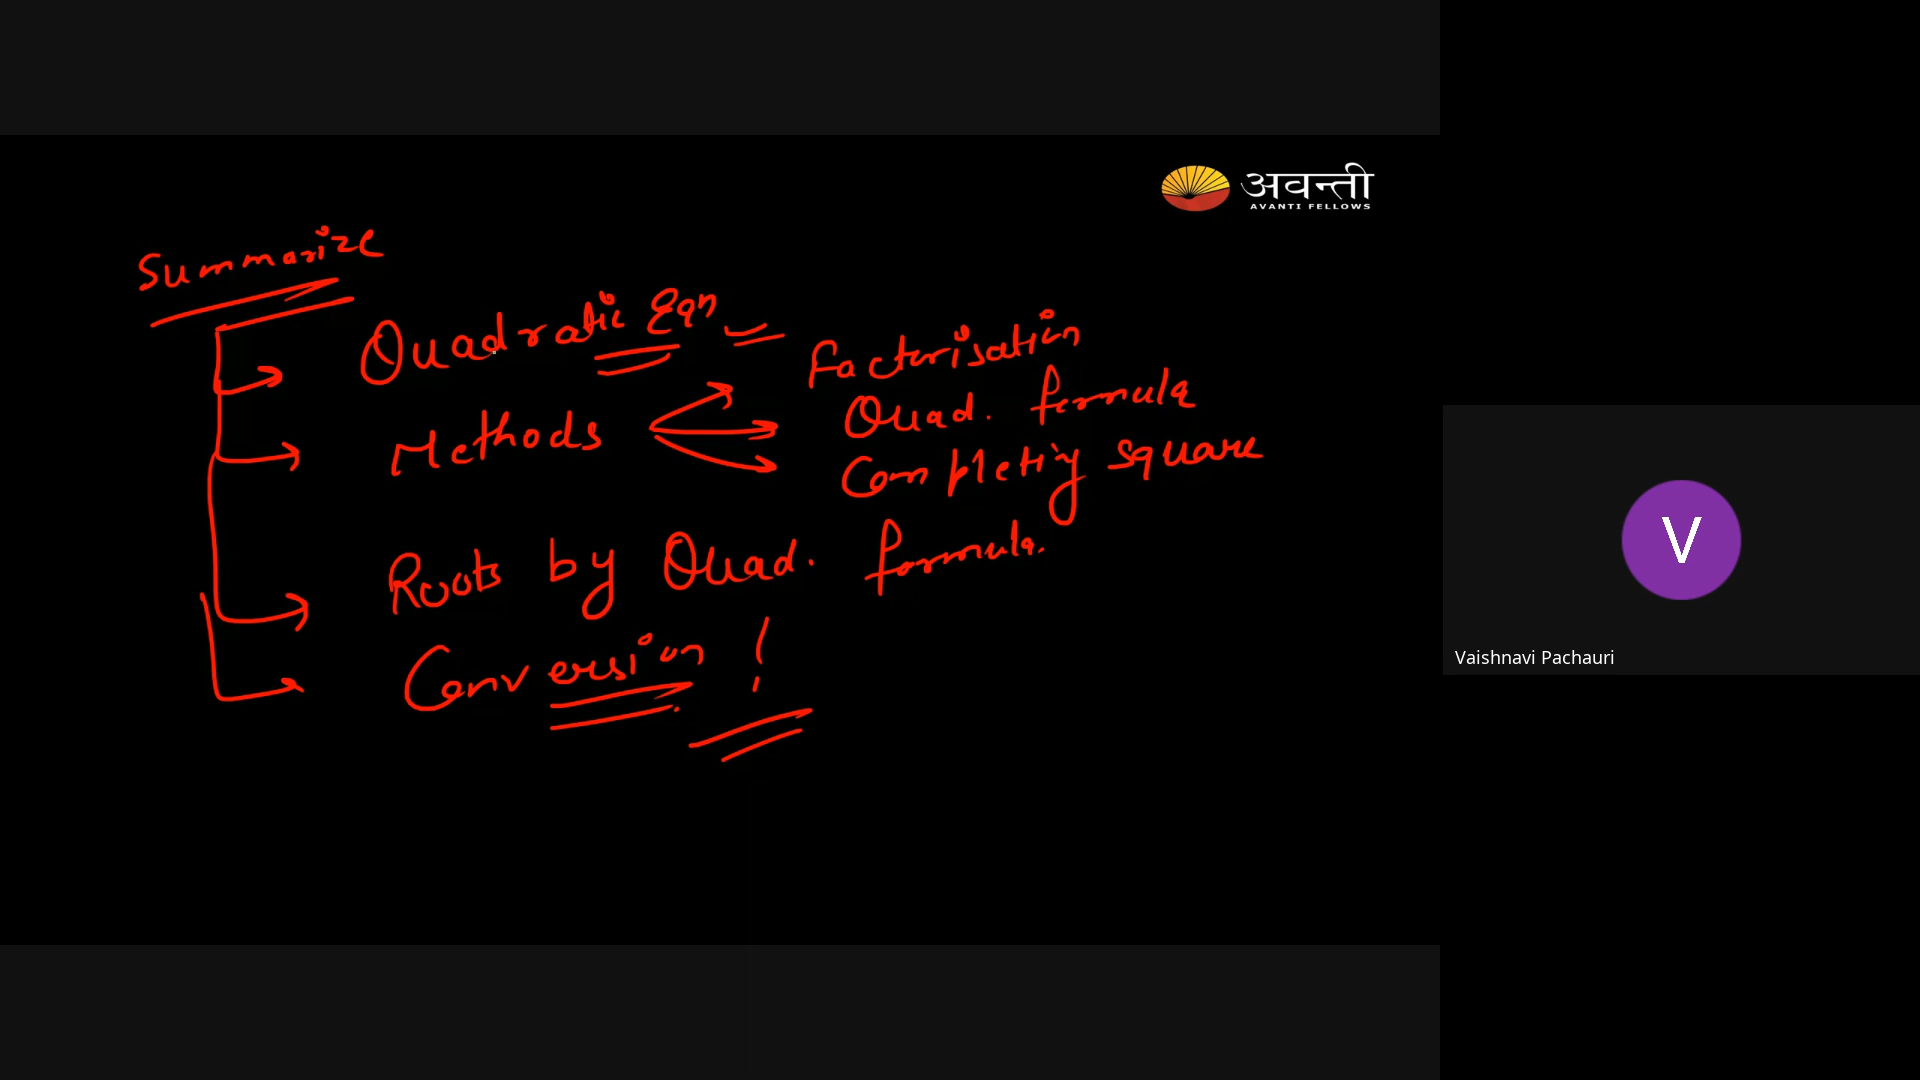 अवन्ती
AVANTI FELLOWS
Summarize
Quadratic Eqn
Methods
Factorisation
Quad. formula
Completing square
Roots by Quad. formula.
Conversion !
V
Vaishnavi Pachauri